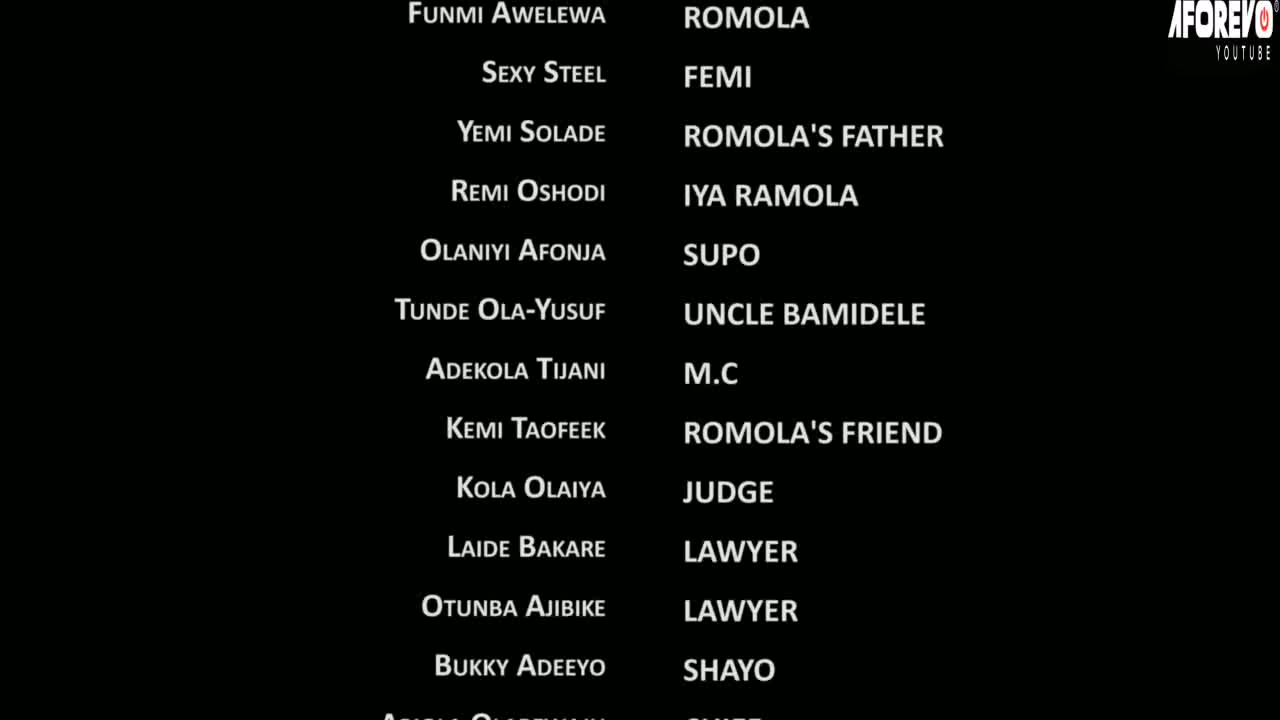 FUNMI AWELEWA ROMOLA
SEXY STEEL FEMI
YEMI SOLADE ROMOLA'S FATHER
REMI OSHODI IYA RAMOLA
OLANIYI AFONJA SUPO
TUNDE OLA-YUSUF UNCLE BAMIDELE
ADEKOLA TIJANI M.C
KEMI TAOFEEK ROMOLA'S FRIEND
KOLA OLAIYA JUDGE
LAIDE BAKARE LAWYER
OTUNBA AJIBIKE LAWYER
BUKKY ADEEYO SHAYO
AFOREVO
YOUTUBE